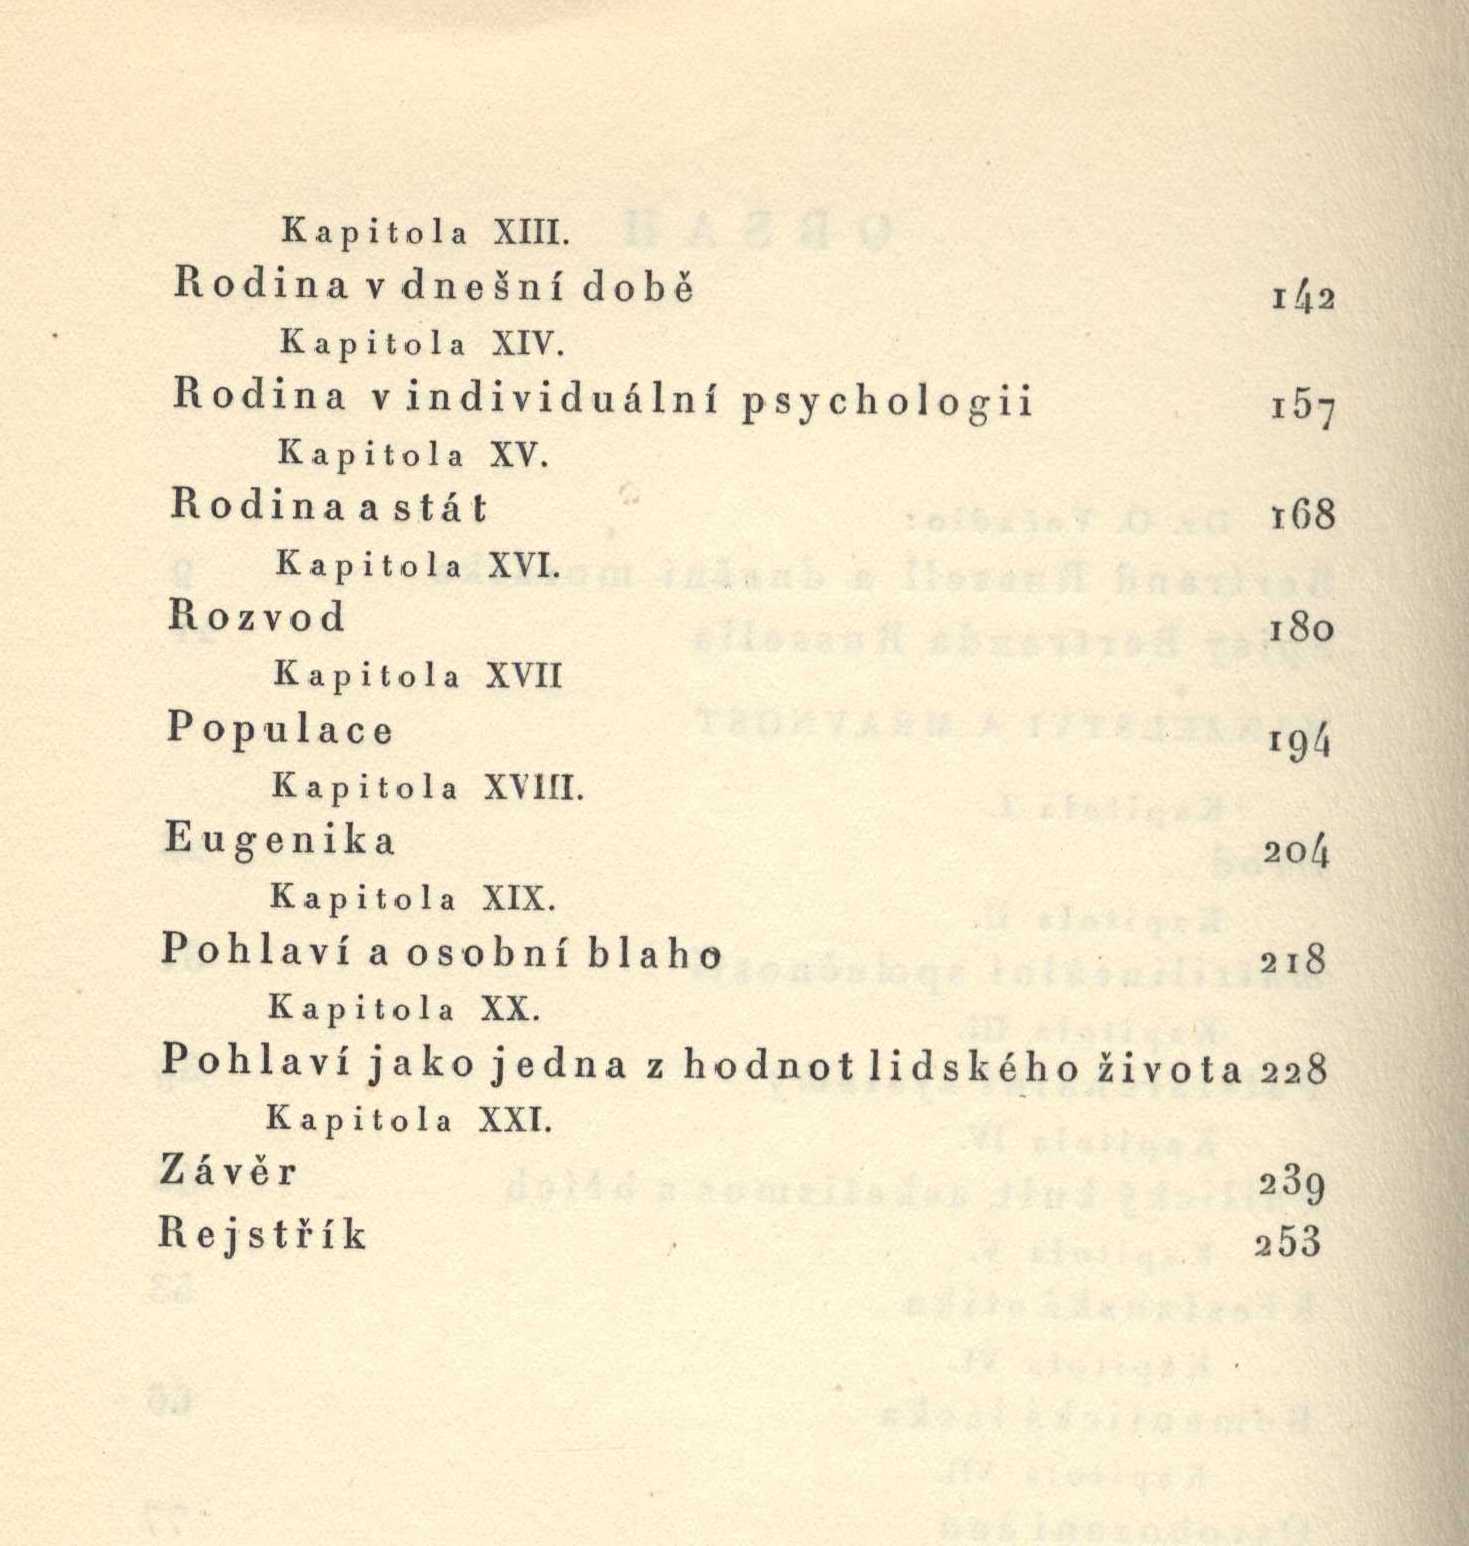 Kapitola XIII.
Rodina v dnešní době 142
Kapitola XIV.
Rodina v individuální psychologii 157
Kapitola XV.
Rodina a stát 168
Kapitola XVI.
Rozvod 180
Kapitola XVII
Populace 194
Kapitola XVIII.
Eugenika 204
Kapitola XIX.
Pohlaví a osobní blaho 218
Kapitola XX.
Pohlaví jako jedna z hodnot lidského života 228
Kapitola XXI.
Závěr 239
Rejstřík 253